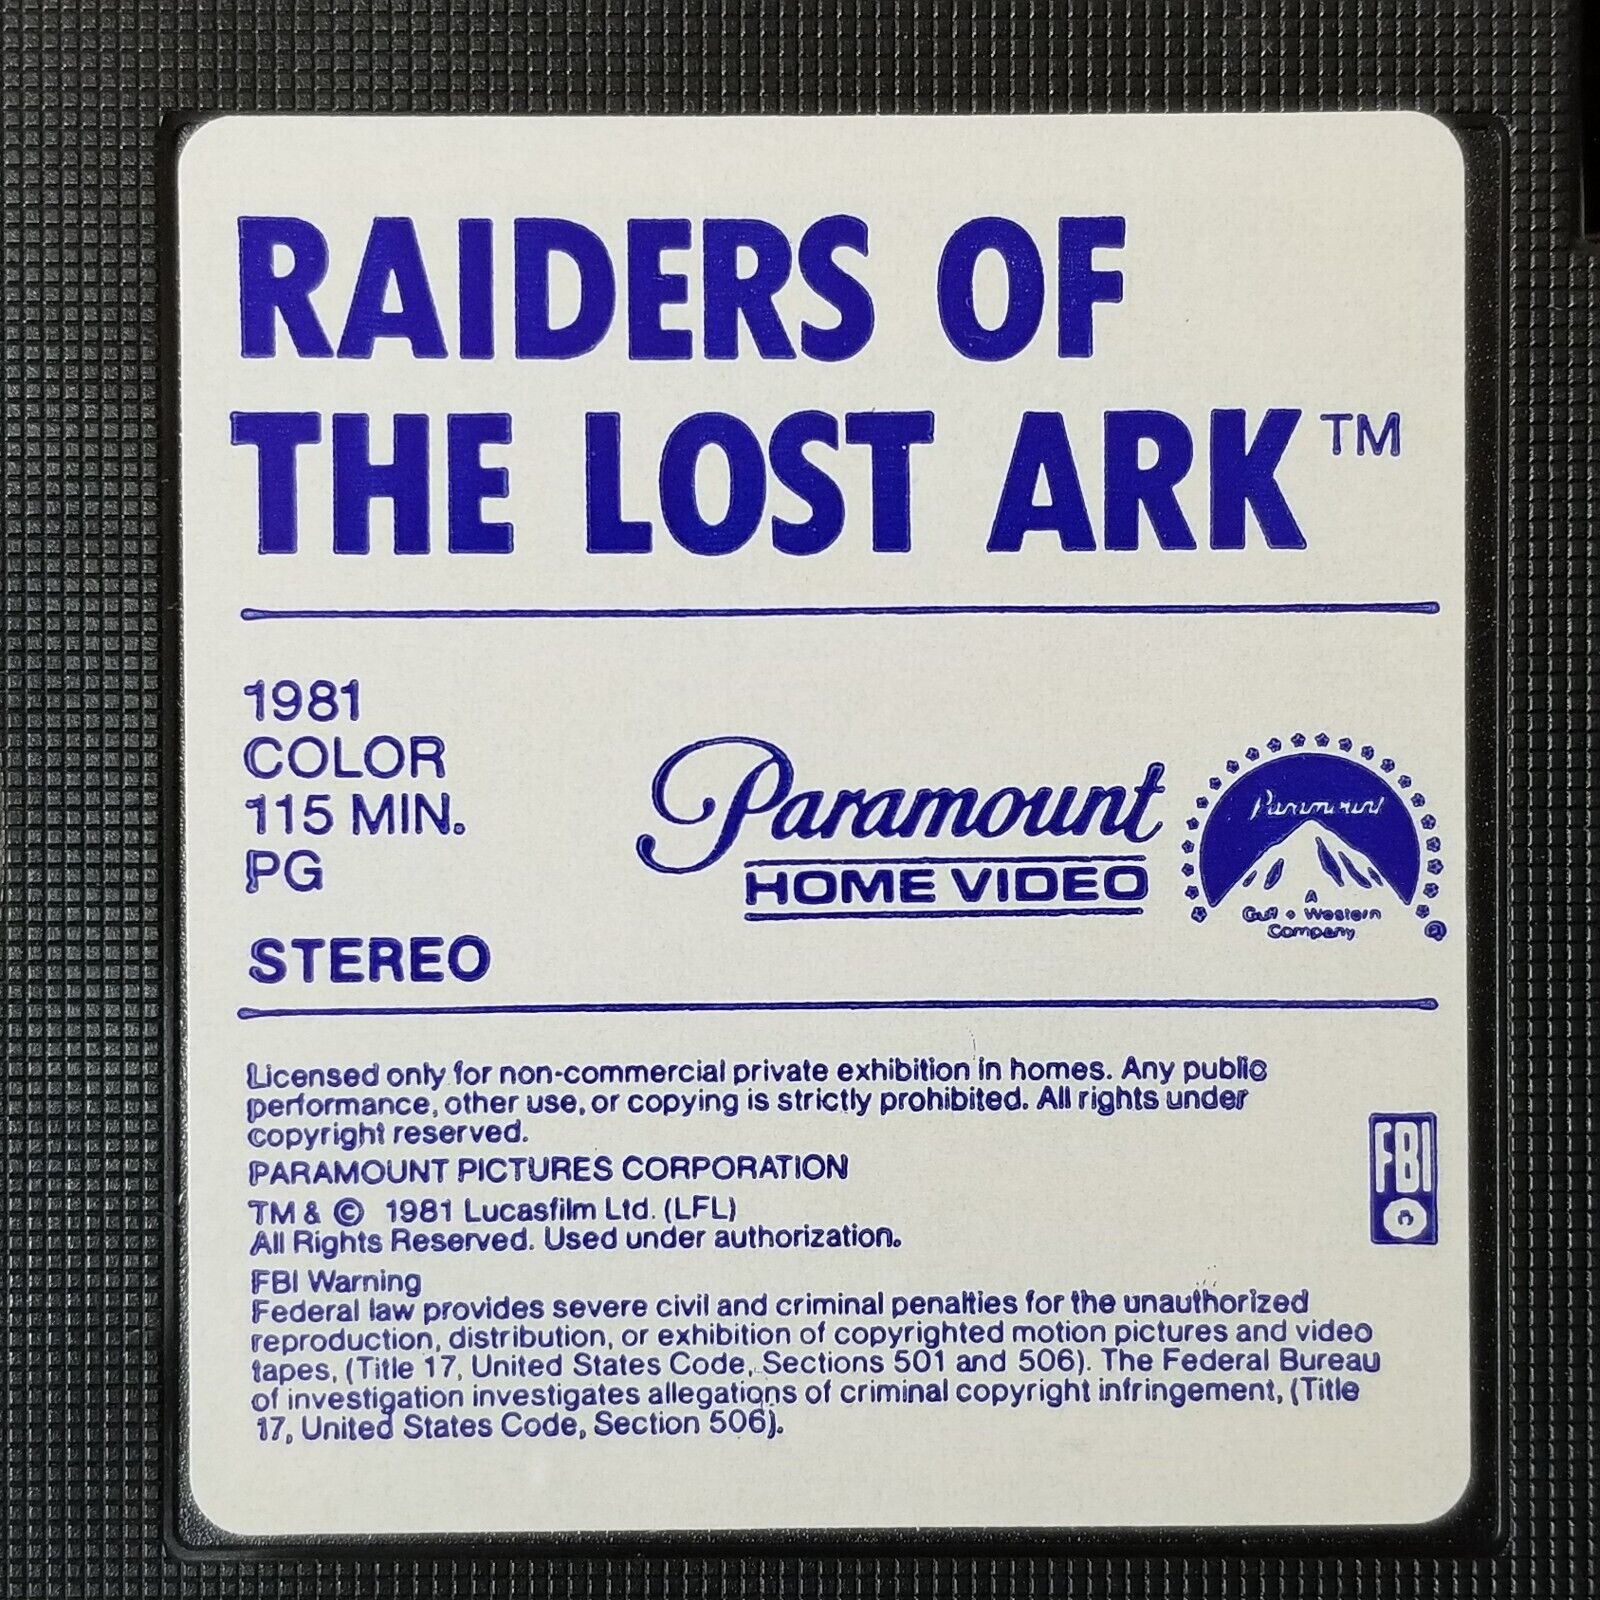 RAIDERS OF
THE LOST ARK™
1981
COLOR
115 MIN.
PG
STEREO
Paramount
HOME VIDEO
Paramount
A
Gulf + Western
Company
®
Licensed only for non-commercial private exhibition in homes. Any public
performance, other use, or copying is strictly prohibited. All rights under
copyright reserved.
PARAMOUNT PICTURES CORPORATION
TM & © 1981 Lucasfilm Ltd. (LFL)
All Rights Reserved. Used under authorization.
FBI
FBI Warning
Federal law provides severe civil and criminal penalties for the unauthorized
reproduction, distribution, or exhibition of copyrighted motion pictures and video
tapes, (Title 17, United States Code, Sections 501 and 506). The Federal Bureau
of investigation investigates allegations of criminal copyright infringement, (Title
17, United States Code, Section 506).